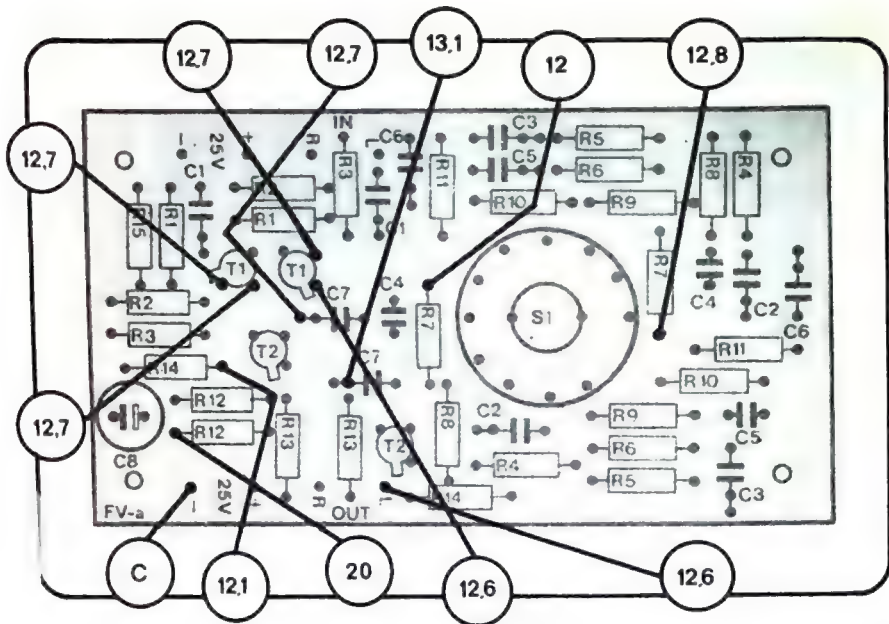 12,7
12,7
13,1
12
12,8
12,7
– 25V + R IN
C1
R15
R1
R1
R3
L
C6
C1
R11
C3
C5
R10
R5
R6
R9
R8
R4
T1
T1
C7
C4
R7
S1
R7
C4
C2
C6
R2
R3
R14
T2
C7
R11
R10
12,7
C8
R12
R12
R13
R13
T2
R8
C2
R4
R9
R6
R5
C5
C3
FV-a
– 25V + R OUT L
C
12,1
20
12,6
12,6